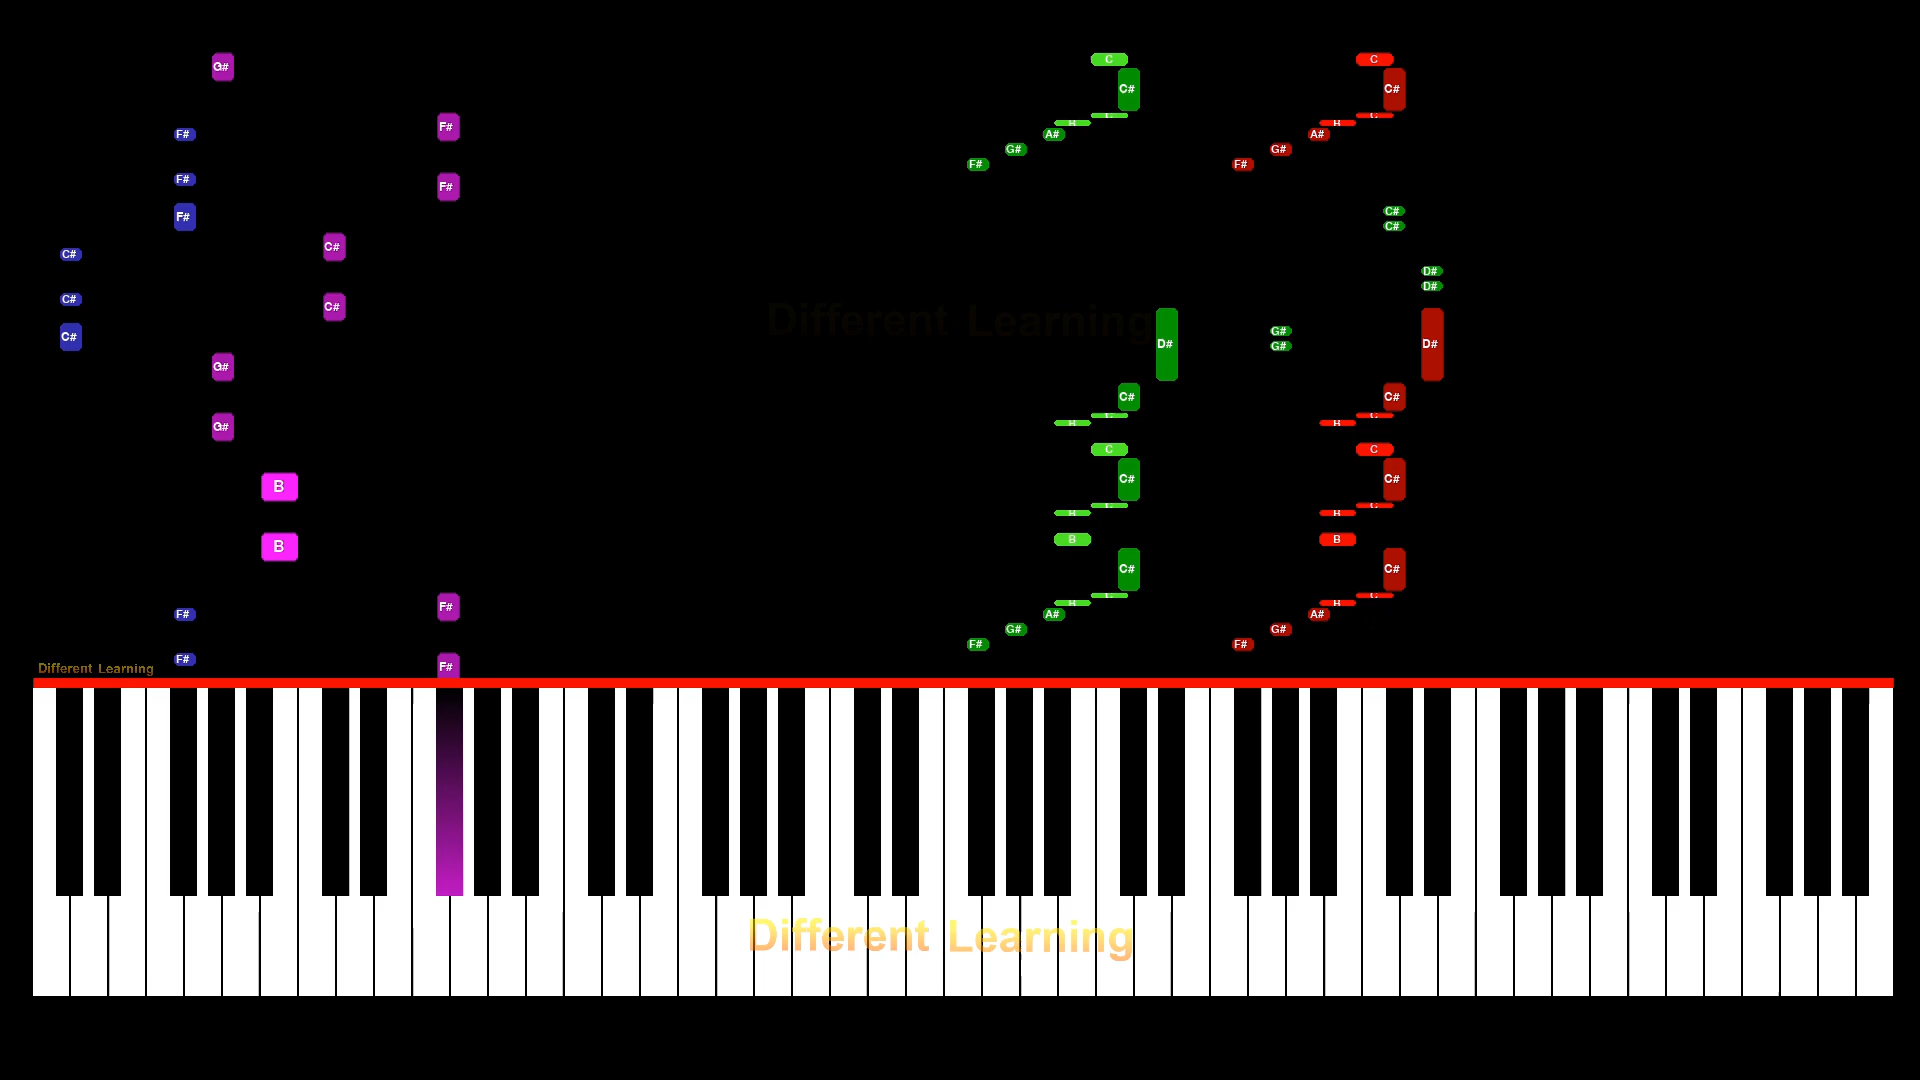 C C
G#
C# C#
C C
B B
F# F# A# A#
G# G#
F# F#
F# C#
F# F#
F# C#
C# C#
D#
D#
C#
C# Different Learning
G#
C# D# G# D#
G#
C# C#
C C
B B
G#
C C
C# C#
B C C
B B
B B B
C# C#
C C
B B
F# F# A# A#
G# G#
F# F#
F# F#
Different Learning
Different Learning